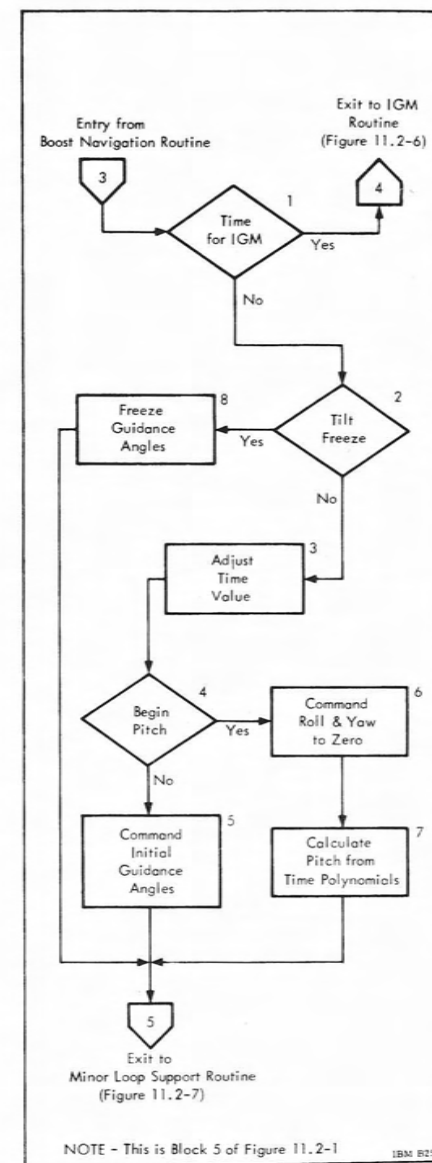 Entry from
Boost Navigation Routine
3
Exit to IGM
Routine
(Figure 11.2-6)
4
1
Time
for IGM
Yes
No
2
Tilt
Freeze
Yes
No
8
Freeze
Guidance
Angles
3
Adjust
Time
Value
4
Begin
Pitch
Yes
No
6
Command
Roll & Yaw
to Zero
5
Command
Initial
Guidance
Angles
7
Calculate
Pitch from
Time Polynomials
5
Exit to
Minor Loop Support Routine
(Figure 11.2-7)
NOTE - This is Block 5 of Figure 11.2-1
IBM